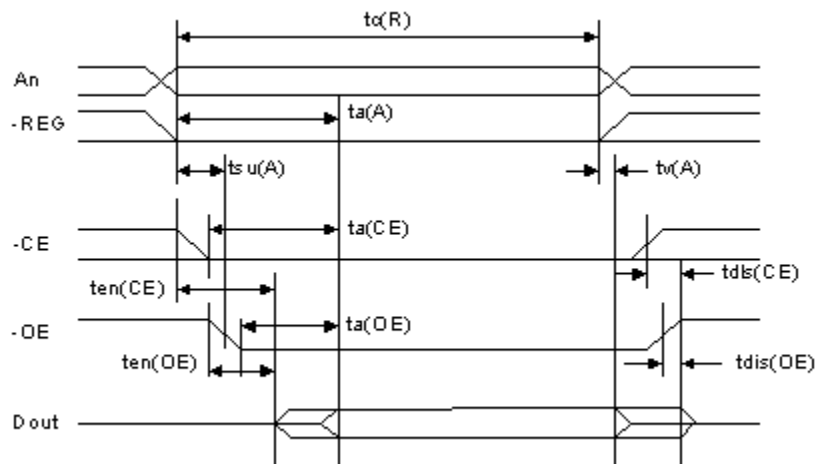 tc(R)
An
-REG
ta(A)
tsu(A)
tv(A)
-CE
ta(CE)
ten(CE)
tdis(CE)
-OE
ta(OE)
ten(OE)
tdis(OE)
Dout